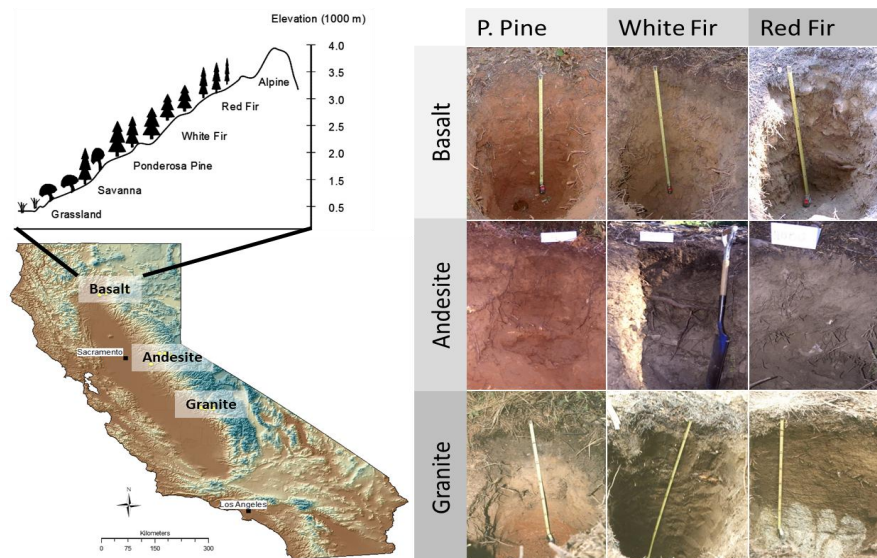 Elevation (1000 m)
4.0
3.5
Alpine
3.0
Red Fir
2.5
White Fir
2.0
Ponderosa Pine
1.5
Savanna
0.5
Grassland
Basalt
Sacramento
Andesite
Granite
Los Angeles
N
Kilometers
0 75 150 300
P. Pine White Fir Red Fir
Basalt
Andesite
Granite